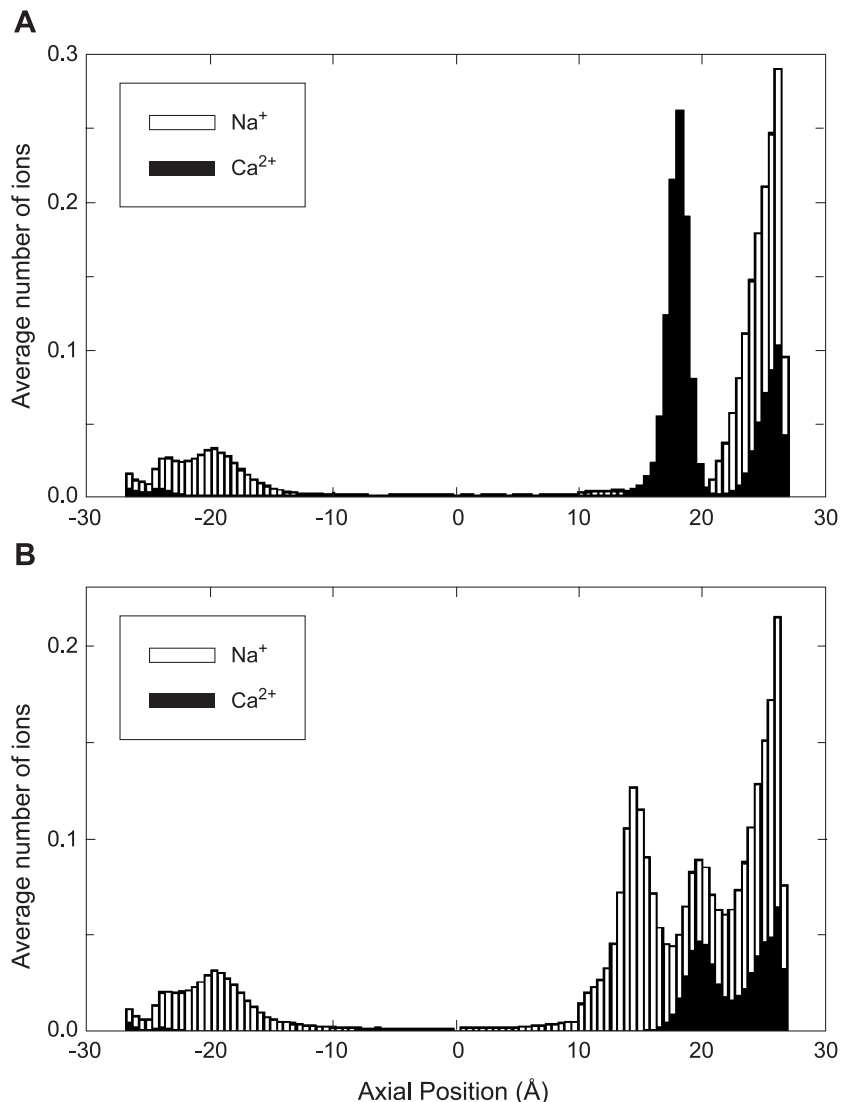 A
0.3
0.2
0.1
0.0
Average number of ions
Na⁺
Ca²⁺
-30 -20 -10 0 10 20 30
B
0.2
0.1
0.0
Average number of ions
Na⁺
Ca²⁺
-30 -20 -10 0 10 20 30
Axial Position (Å)